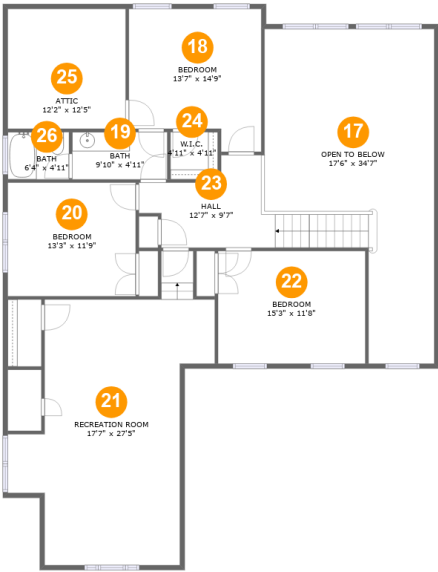 18
BEDROOM
13'7" x 14'9"
25
ATTIC
12'2" x 12'5"
24
W.I.C.
4'11" x 4'11"
17
OPEN TO BELOW
17'6" x 34'7"
26
BATH
6'4" x 4'11"
19
BATH
9'10" x 4'11"
23
HALL
12'7" x 9'7"
20
BEDROOM
13'3" x 11'9"
22
BEDROOM
15'3" x 11'8"
21
RECREATION ROOM
17'7" x 27'5"